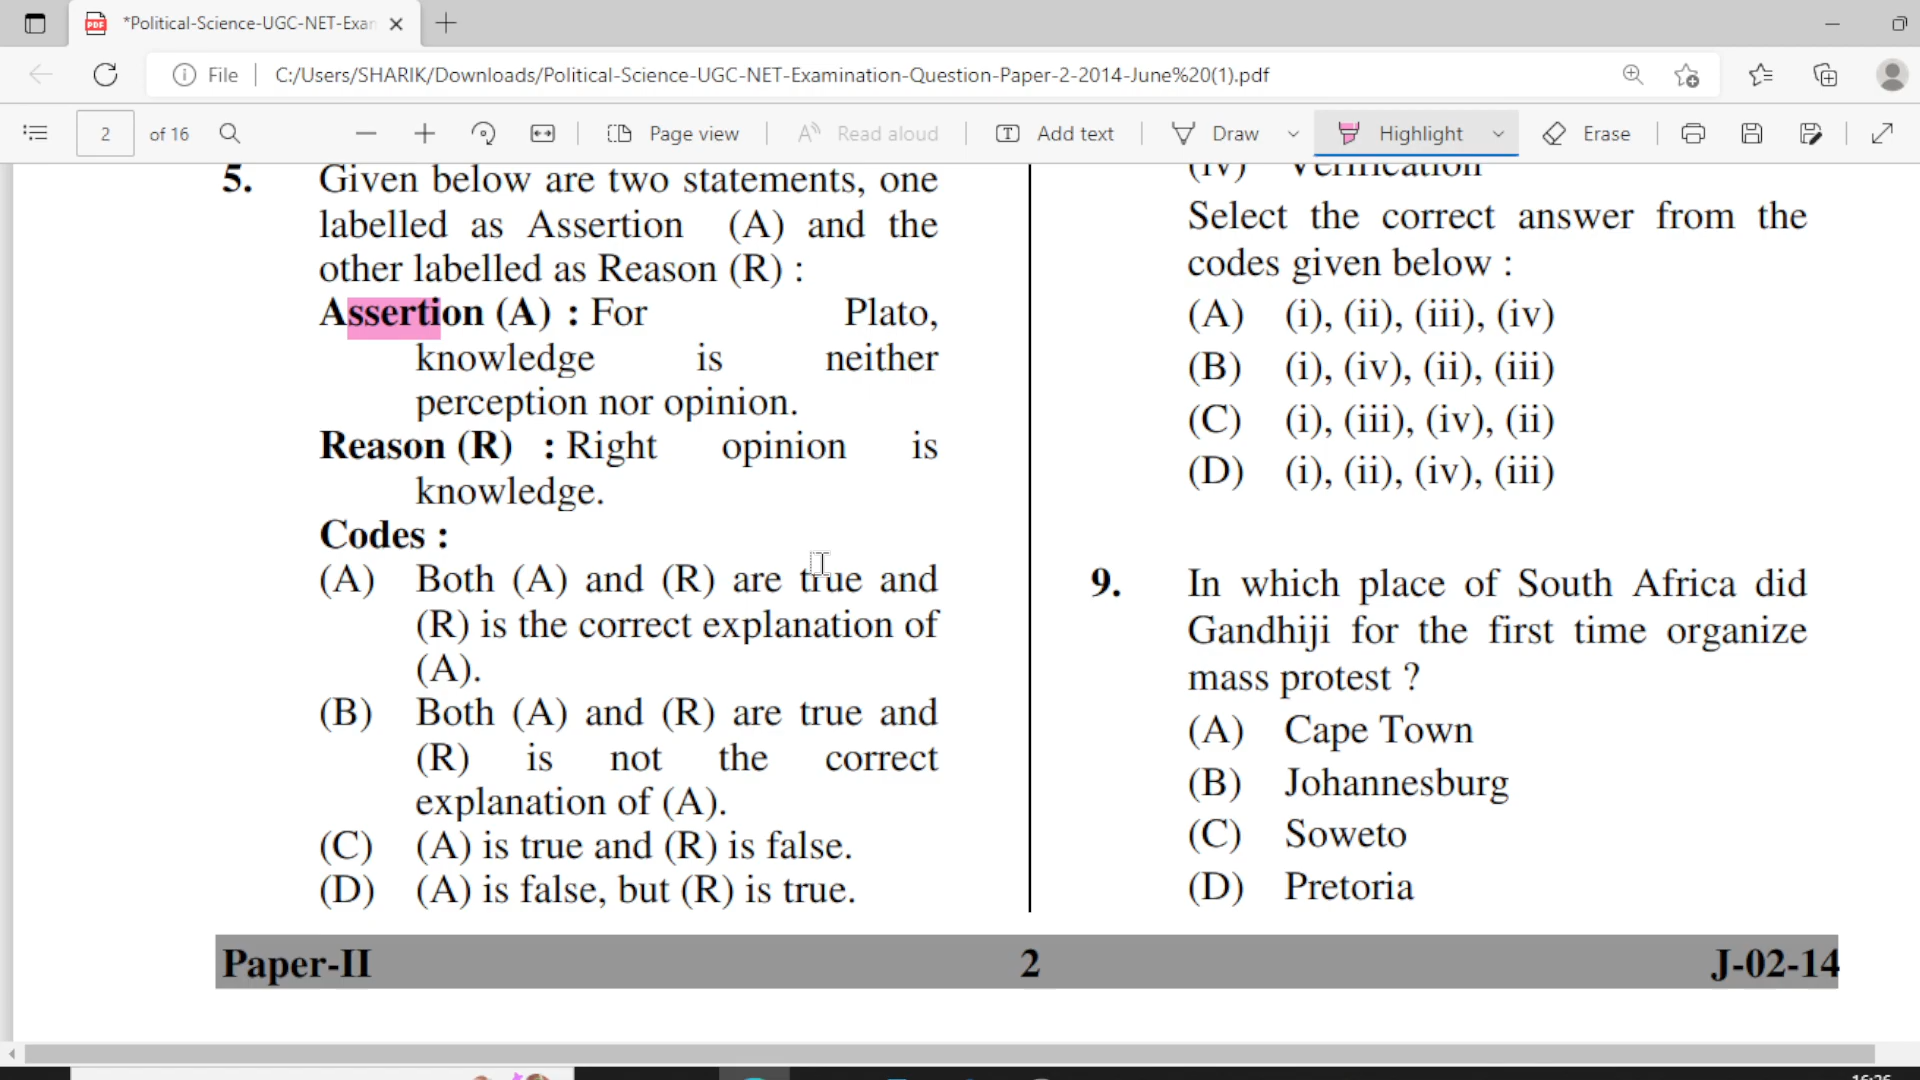 *Political-Science-UGC-NET-Exan
File
C:/Users/SHARIK/Downloads/Political-Science-UGC-NET-Examination-Question-Paper-2-2014-June%20(1).pdf
2 of 16
Page view
Read aloud
Add text
Draw
Highlight
Erase
5. Given below are two statements, one
labelled as Assertion (A) and the
other labelled as Reason (R) :
Assertion (A) : For Plato,
knowledge is neither
perception nor opinion.
Reason (R) : Right opinion is
knowledge.
Codes :
(A) Both (A) and (R) are true and
(R) is the correct explanation of
(A).
(B) Both (A) and (R) are true and
(R) is not the correct
explanation of (A).
(C) (A) is true and (R) is false.
(D) (A) is false, but (R) is true.
(iv) Verification
Select the correct answer from the
codes given below :
(A) (i), (ii), (iii), (iv)
(B) (i), (iv), (ii), (iii)
(C) (i), (iii), (iv), (ii)
(D) (i), (ii), (iv), (iii)
9. In which place of South Africa did
Gandhiji for the first time organize
mass protest ?
(A) Cape Town
(B) Johannesburg
(C) Soweto
(D) Pretoria
Paper-II 2 J-02-14